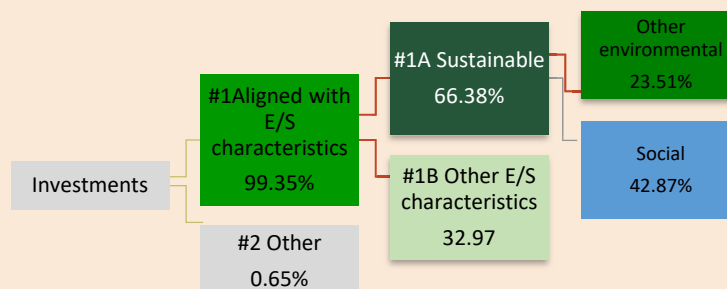 Investments
#1Aligned with
E/S
characteristics
99.35%
#2 Other
0.65%
#1A Sustainable
66.38%
#1B Other E/S
characteristics
32.97
Other
environmental
23.51%
Social
42.87%